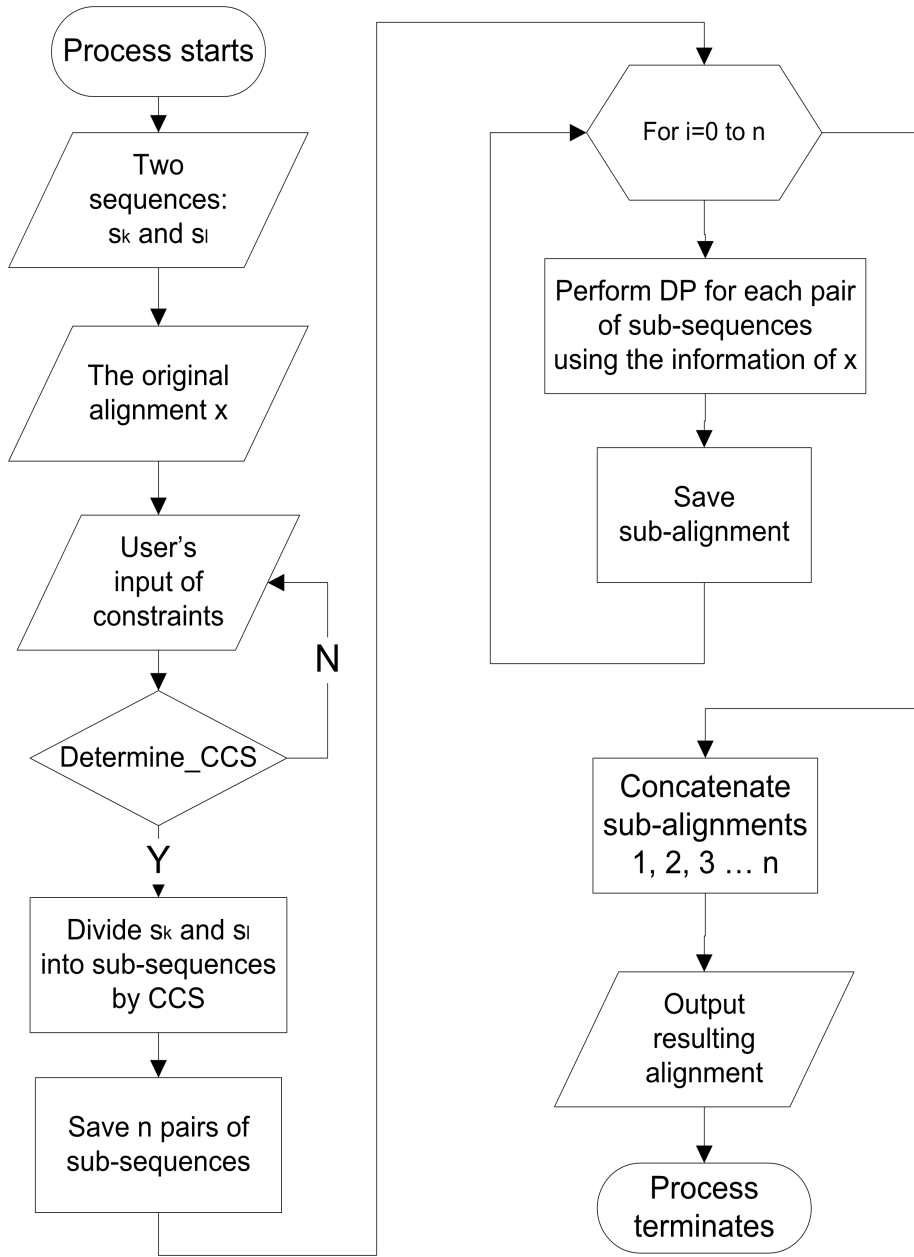 Process starts
Two
sequences:
sk and sl
The original
alignment x
User's
input of
constraints
N
Determine_CCS
Y
Divide sk and sl
into sub-sequences
by CCS
Save n pairs of
sub-sequences
For i=0 to n
Perform DP for each pair
of sub-sequences
using the information of x
Save
sub-alignment
Concatenate
sub-alignments
1, 2, 3 ... n
Output
resulting
alignment
Process
terminates